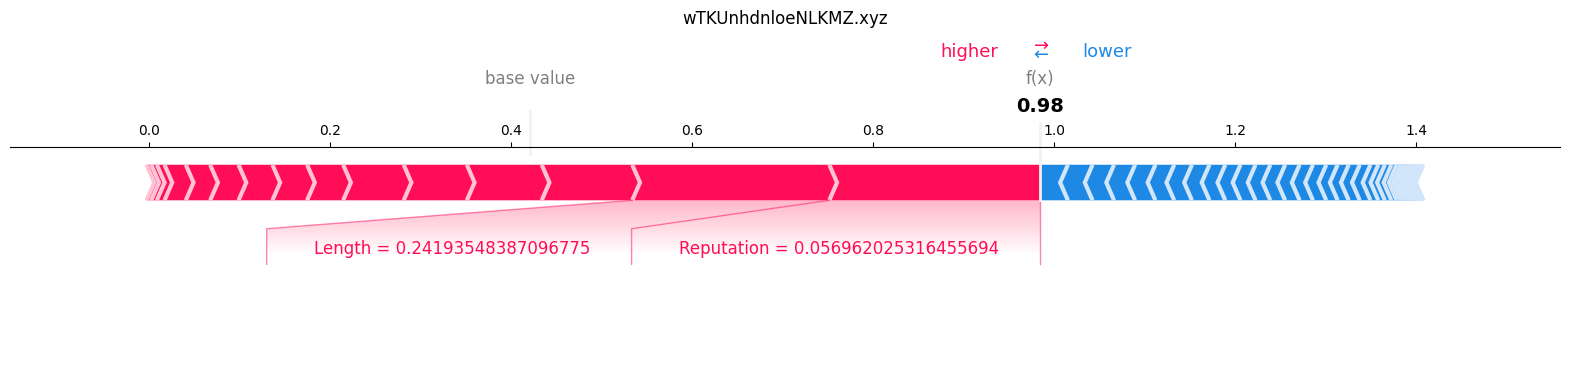 wTKUnhdnloeNLKMZ.xyz
higher ⇄ lower
base value f(x)
0.98
0.0 0.2 0.4 0.6 0.8 1.0 1.2 1.4
Length = 0.24193548387096775 Reputation = 0.056962025316455694